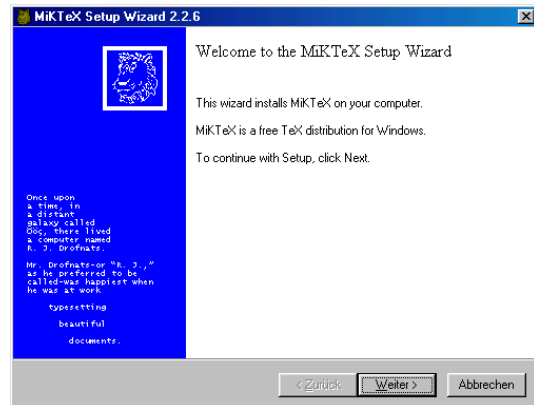 MiKTeX Setup Wizard 2.2.6
Welcome to the MiKTeX Setup Wizard
This wizard installs MiKTeX on your computer.
MiKTeX is a free TeX distribution for Windows.
To continue with Setup, click Next.
Once upon
a time, in
a distant
galaxy called
Ööç, there lived
a computer named
R. J. Drofnats.
Mr. Drofnats-or "R. J.,"
as he preferred to be
called-was happiest when
he was at work
typesetting
beautiful
documents.
< Zurück
Weiter >
Abbrechen